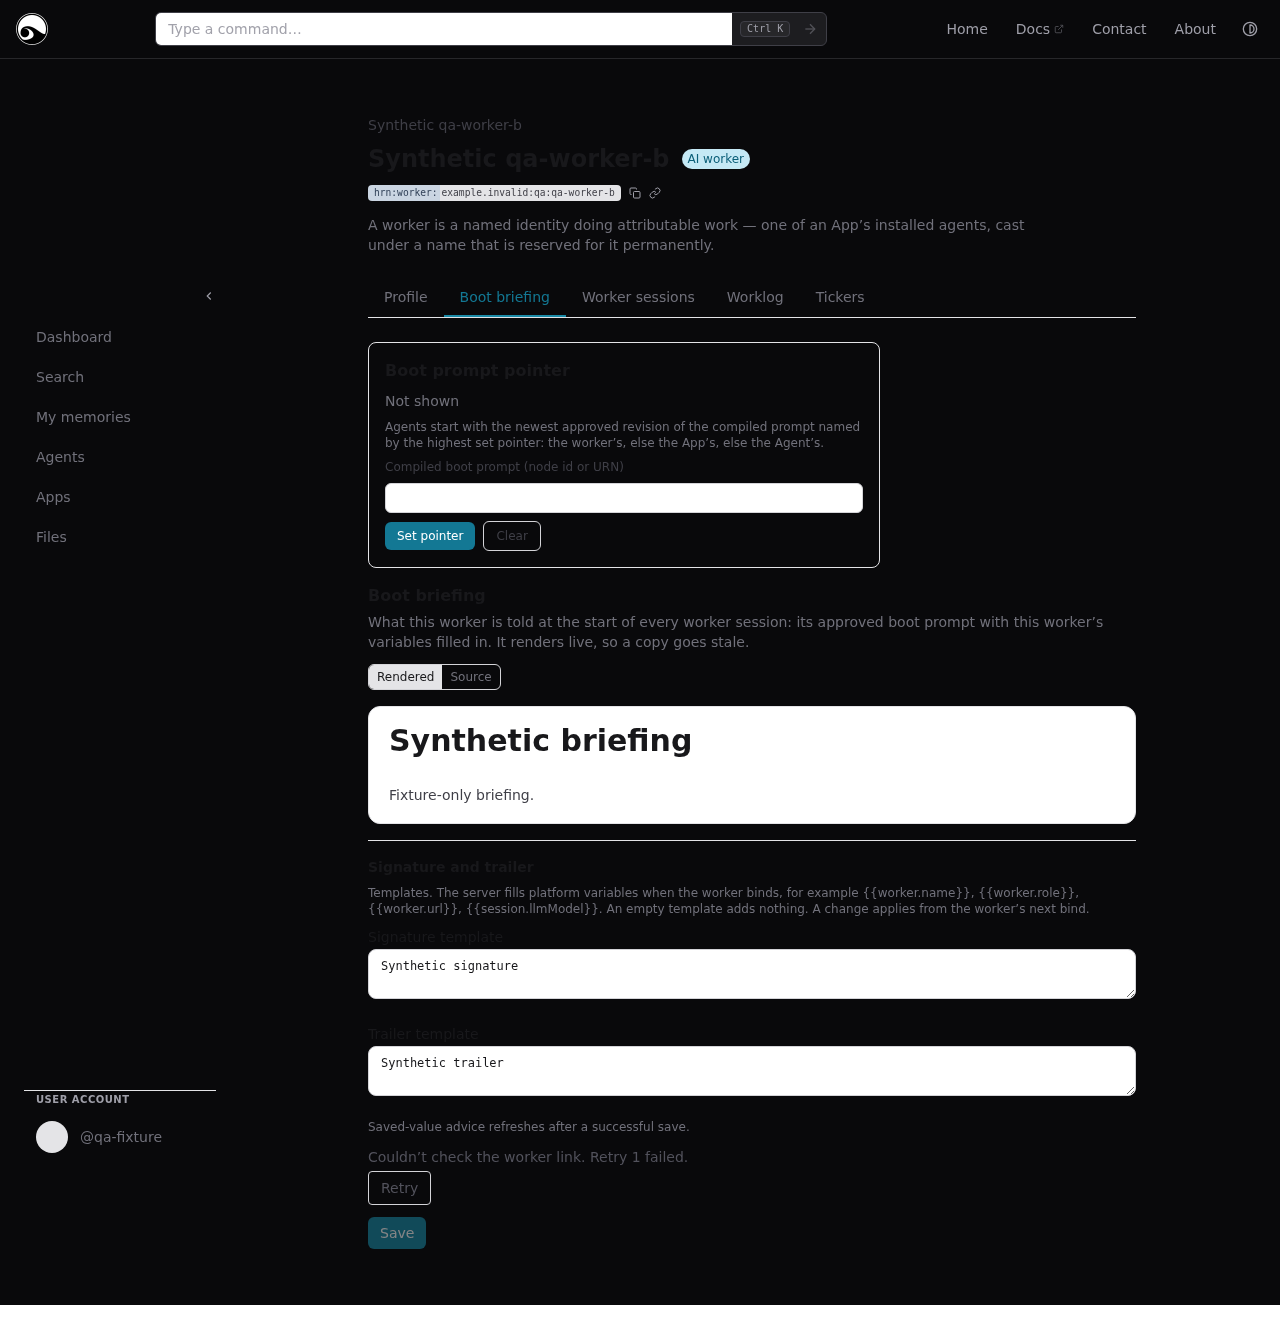 Type a command…
Ctrl K
Home
Docs
Contact
About
Synthetic qa-worker-b
Synthetic qa-worker-b
AI worker
hrn:worker:example.invalid:qa:qa-worker-b
A worker is a named identity doing attributable work — one of an App’s installed agents, cast
under a name that is reserved for it permanently.
Profile
Boot briefing
Worker sessions
Worklog
Tickers
Dashboard
Search
My memories
Agents
Apps
Files
Boot prompt pointer
Not shown
Agents start with the newest approved revision of the compiled prompt named
by the highest set pointer: the worker’s, else the App’s, else the Agent’s.
Compiled boot prompt (node id or URN)
Set pointer
Clear
Boot briefing
What this worker is told at the start of every worker session: its approved boot prompt with this worker’s
variables filled in. It renders live, so a copy goes stale.
Rendered
Source
Synthetic briefing
Fixture-only briefing.
Signature and trailer
Templates. The server fills platform variables when the worker binds, for example {{worker.name}}, {{worker.role}},
{{worker.url}}, {{session.llmModel}}. An empty template adds nothing. A change applies from the worker’s next bind.
Signature template
Synthetic signature
Trailer template
Synthetic trailer
USER ACCOUNT
@qa-fixture
Saved-value advice refreshes after a successful save.
Couldn’t check the worker link. Retry 1 failed.
Retry
Save